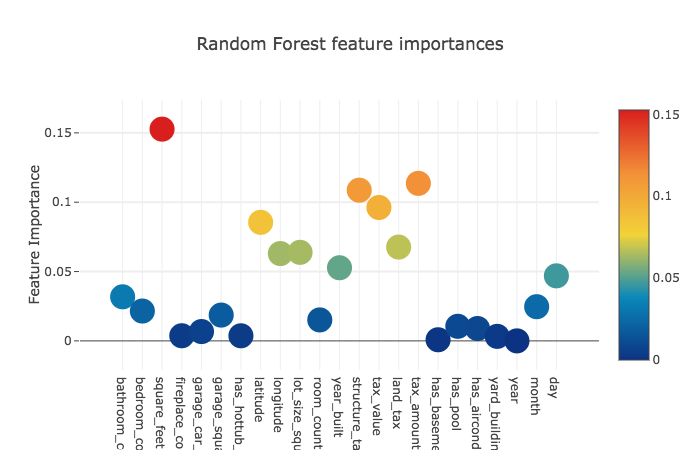 Random Forest feature importances
Feature Importance
0.15
0.1
0.05
0
bathroom_c
bedroom_co
square_feet
fireplace_co
garage_car_
garage_squa
has_hottub_
latitude
longitude
lot_size_squ
room_count
year_built
structure_ta
tax_value
land_tax
tax_amount
has_baseme
has_pool
has_aircond
yard_buildin
year
month
day
0.15
0.1
0.05
0